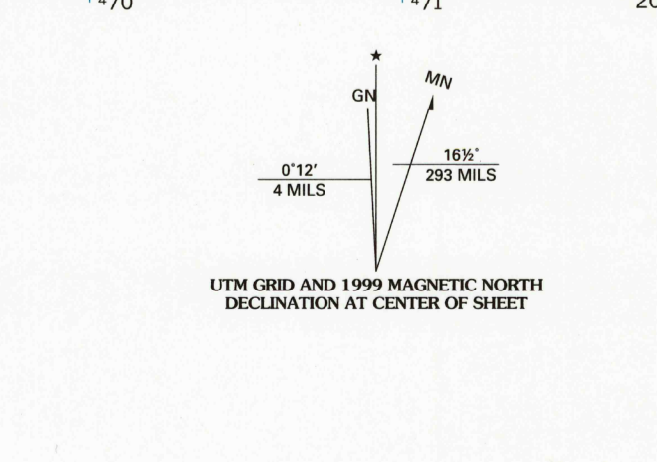 ⁴70 ⁴71
★
GN MN
0°12′ 16½°
4 MILS 293 MILS
UTM GRID AND 1999 MAGNETIC NORTH
DECLINATION AT CENTER OF SHEET